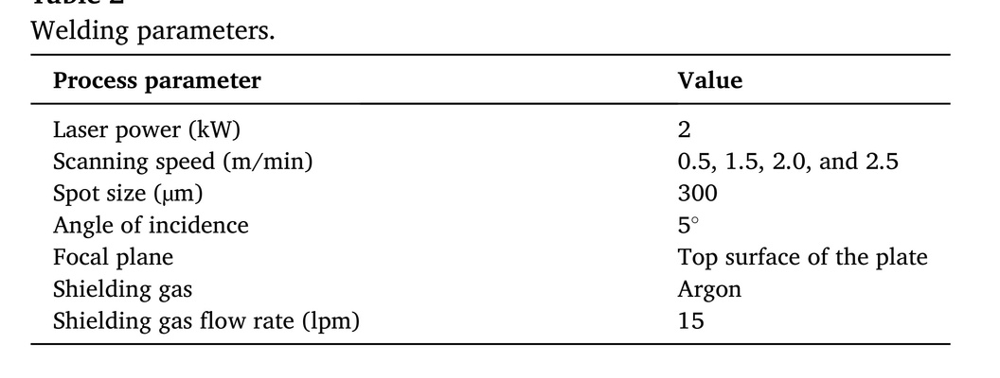 Table 2
Welding parameters.
Process parameter Value
Laser power (kW) 2
Scanning speed (m/min) 0.5, 1.5, 2.0, and 2.5
Spot size (μm) 300
Angle of incidence 5°
Focal plane Top surface of the plate
Shielding gas Argon
Shielding gas flow rate (lpm) 15